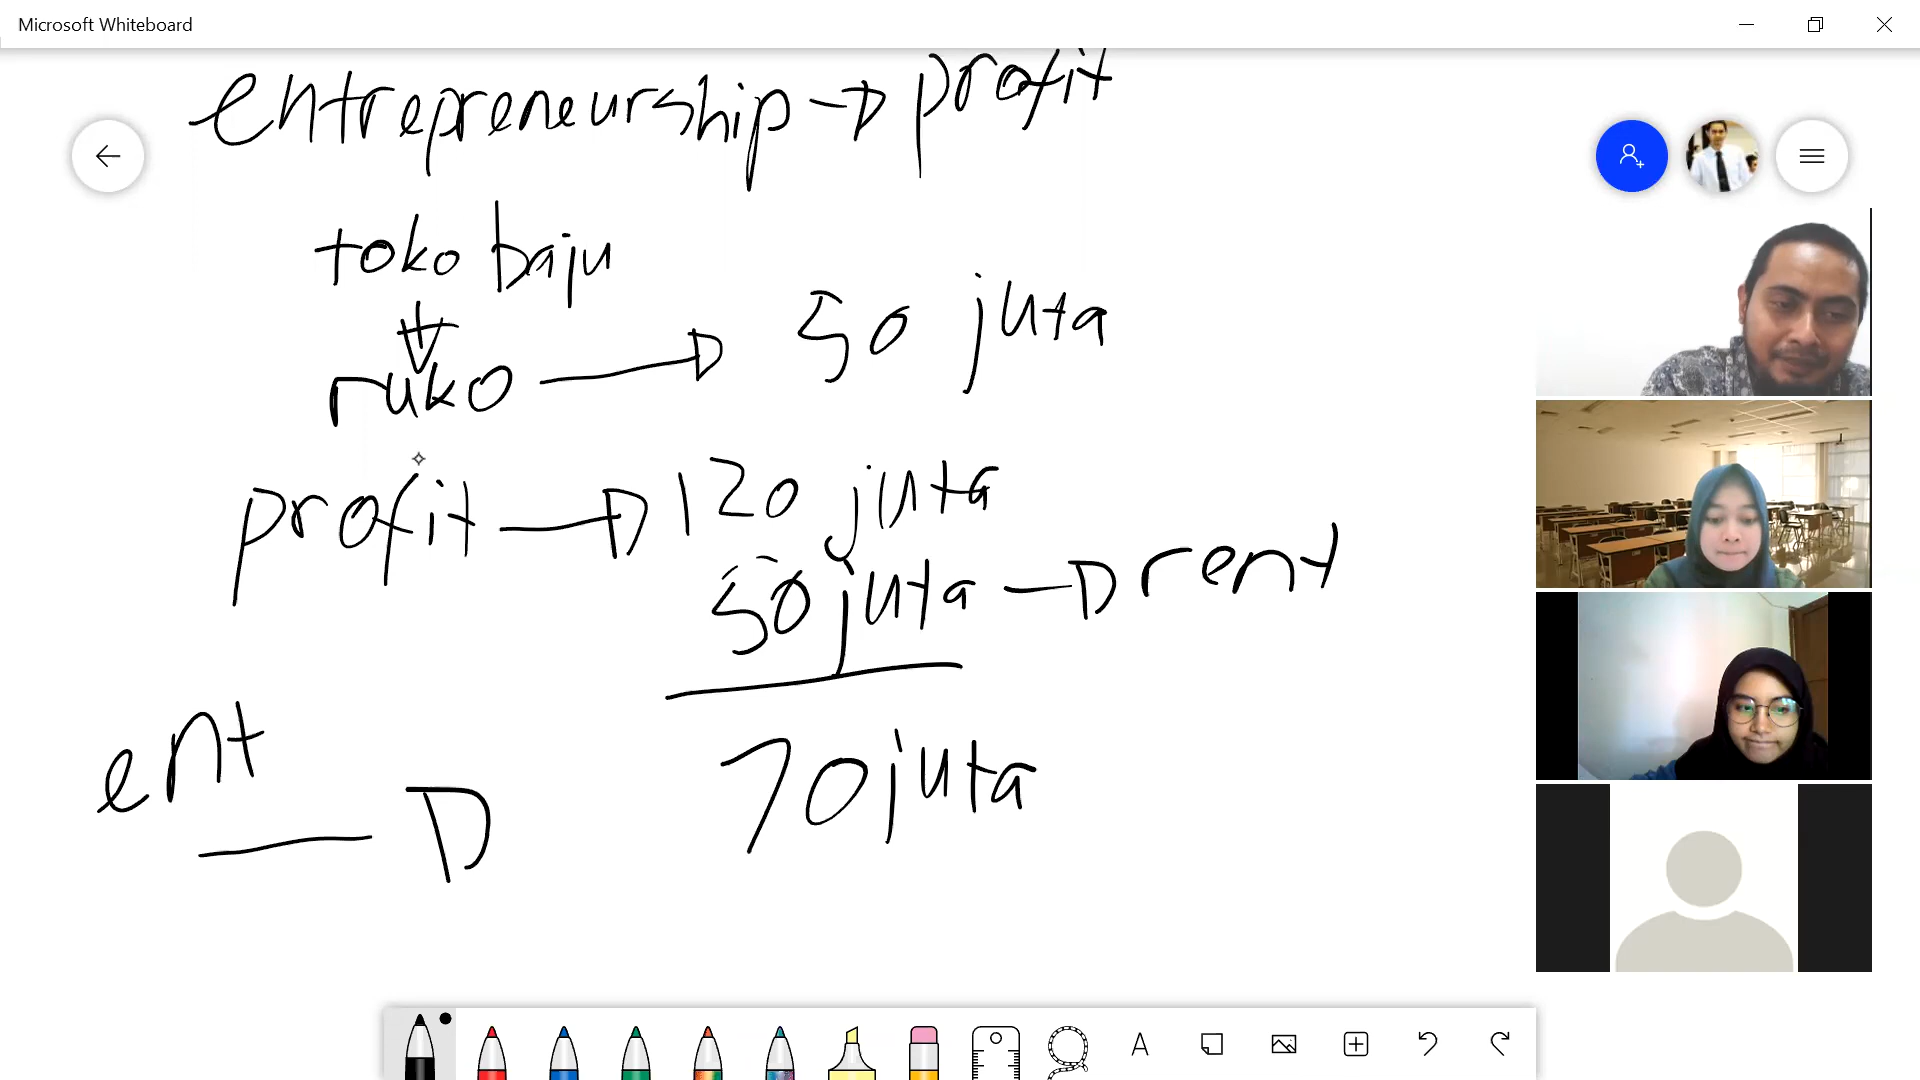 Microsoft Whiteboard
entrepreneurship → profit
toko baju
ruko → 50 juta
profit → 120 juta
50 juta → rent
70 juta
ent
A